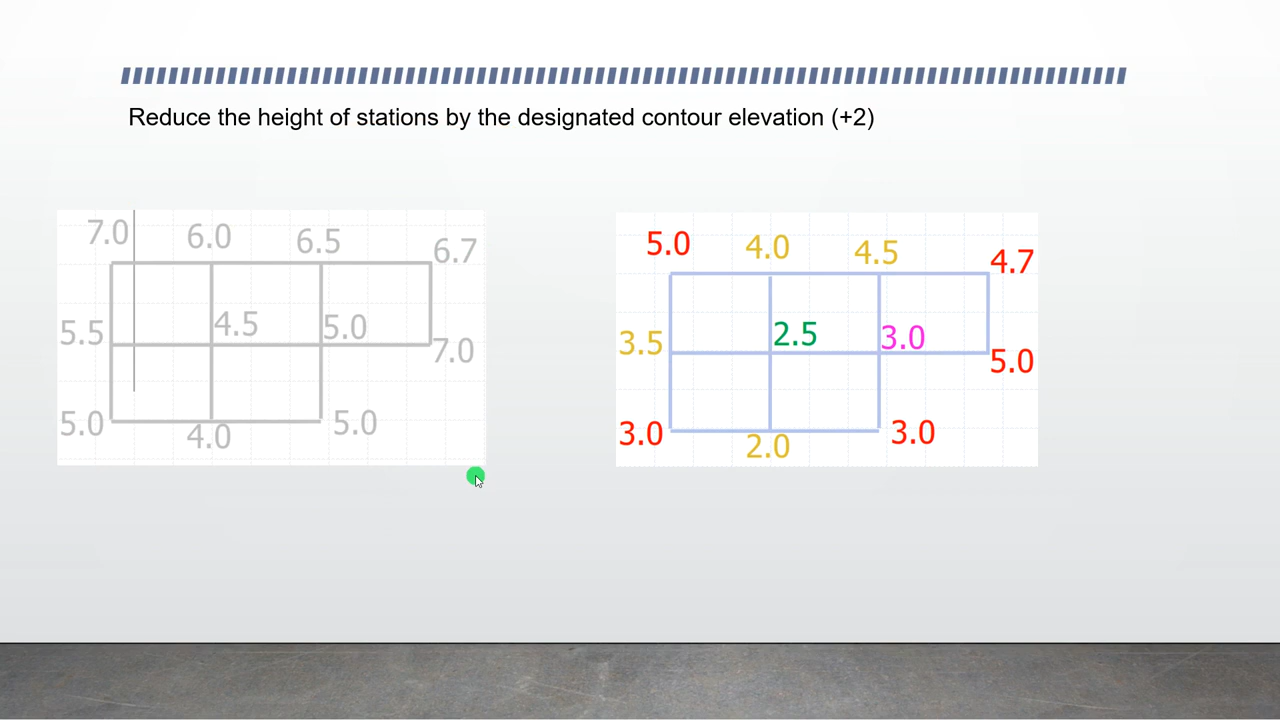 Reduce the height of stations by the designated contour elevation (+2)
7.0 6.0 6.5 6.7
5.5 4.5 5.0 7.0
5.0 4.0 5.0
5.0 4.0 4.5 4.7
3.5 2.5 3.0 5.0
3.0 2.0 3.0